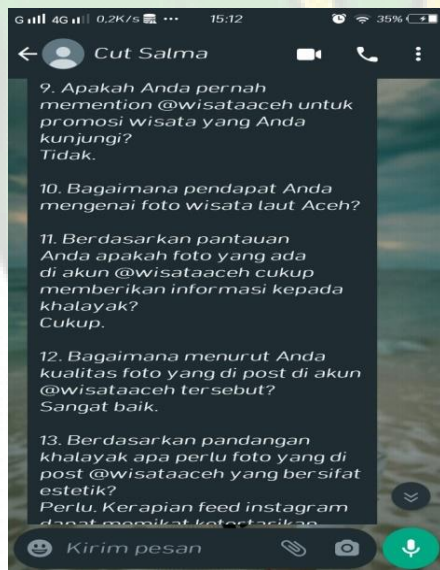 G 4G 0,2K/s ... 15:12 35%
Cut Salma
9. Apakah Anda pernah
memention @wisataaceh untuk
promosi wisata yang Anda
kunjungi?
Tidak.
10. Bagaimana pendapat Anda
mengenai foto wisata laut Aceh?
11. Berdasarkan pantauan
Anda apakah foto yang ada
di akun @wisataaceh cukup
memberikan informasi kepada
khalayak?
Cukup.
12. Bagaimana menurut Anda
kualitas foto yang di post di akun
@wisataaceh tersebut?
Sangat baik.
13. Berdasarkan pandangan
khalayak apa perlu foto yang di
post @wisataaceh yang bersifat
estetik?
Perlu. Kerapian feed instagram
dapat memikat ketertarikan
Kirim pesan